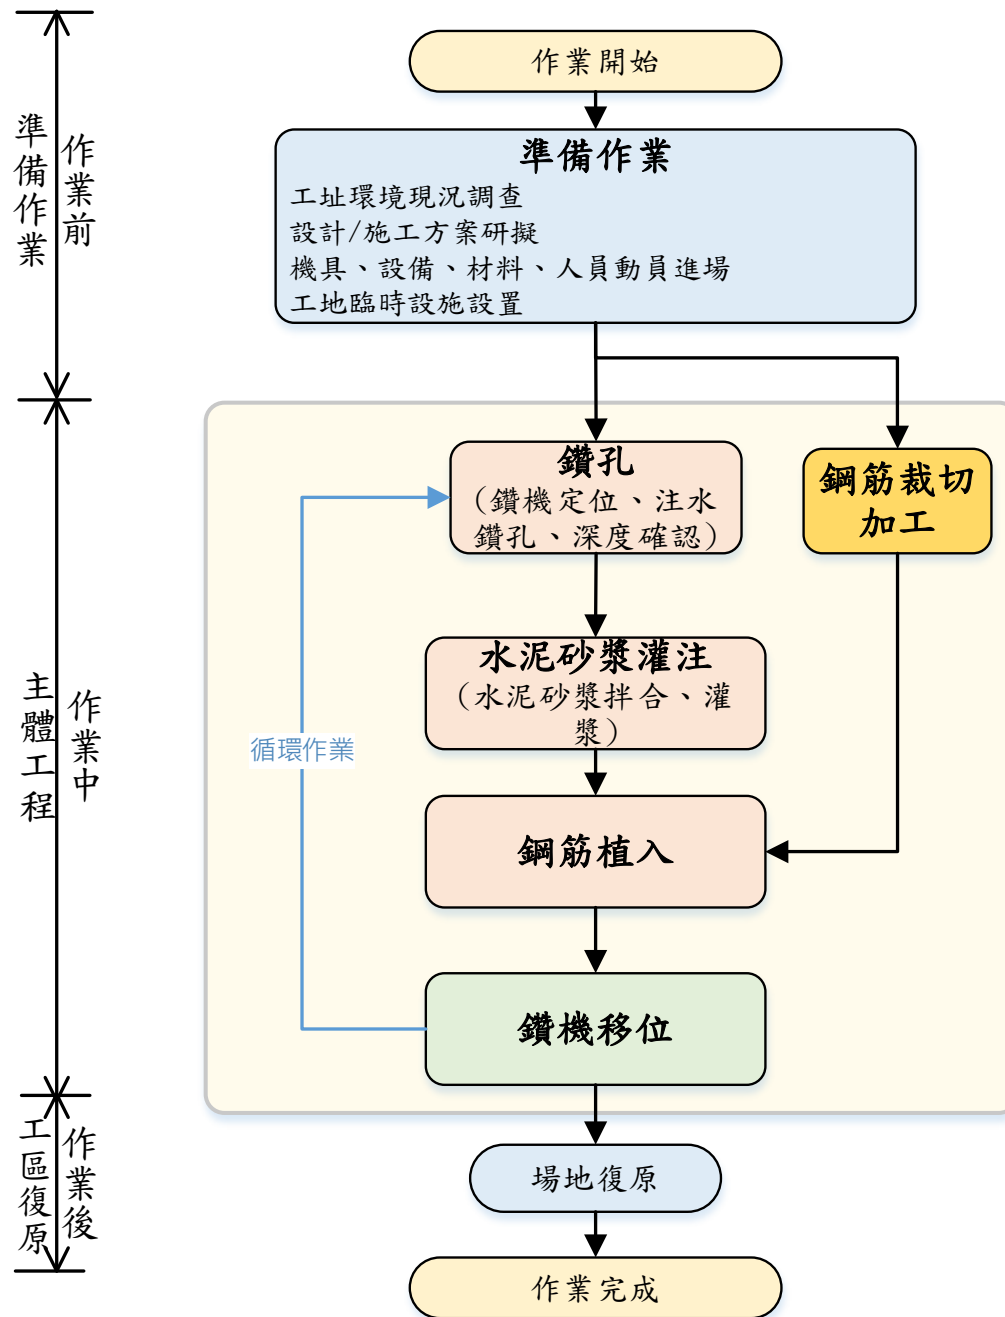 作業開始
準備作業
工址環境現況調查
設計/施工方案研擬
機具、設備、材料、人員動員進場
工地臨時設施設置
準備作業
作業前
鑽孔
（鑽機定位、注水
鑽孔、深度確認）
鋼筋裁切
加工
水泥砂漿灌注
（水泥砂漿拌合、灌
漿）
循環作業
主體工程
作業中
鋼筋植入
鑽機移位
工區復原
作業後
場地復原
作業完成